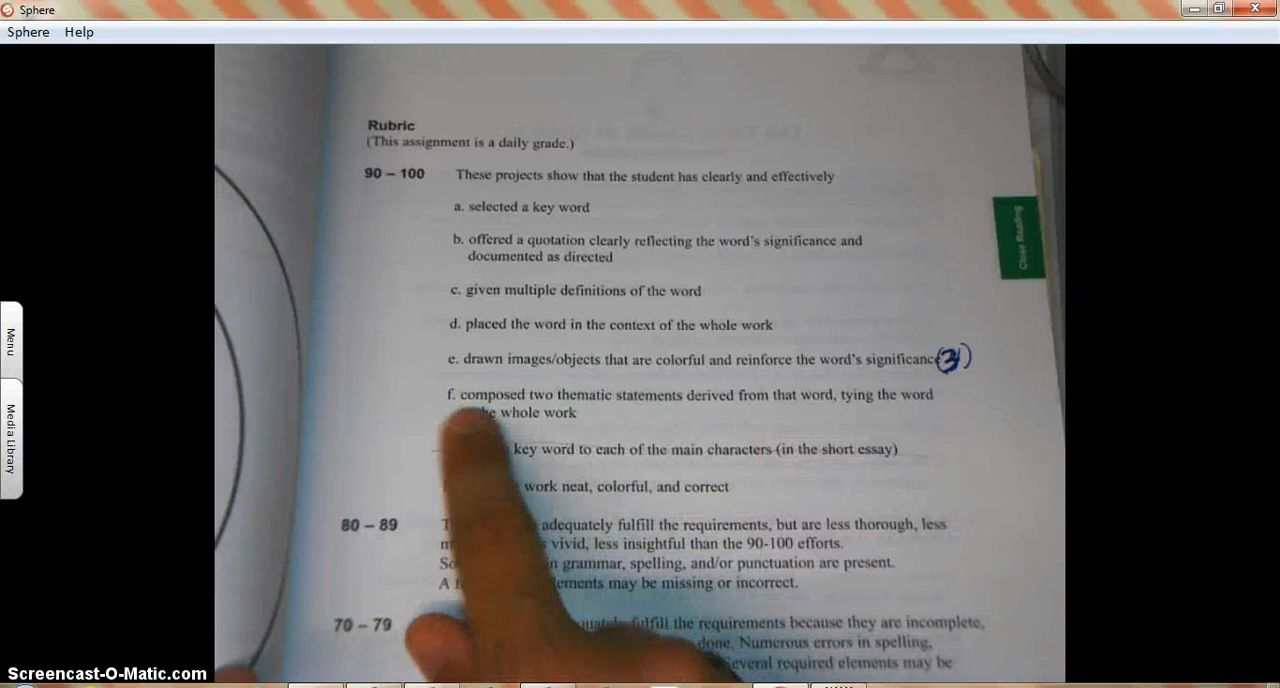 Sphere
Sphere Help
Rubric
(This assignment is a daily grade.)
90 – 100 These projects show that the student has clearly and effectively
a. selected a key word
b. offered a quotation clearly reflecting the word's significance and
documented as directed
c. given multiple definitions of the word
d. placed the word in the context of the whole work
e. drawn images/objects that are colorful and reinforce the word's significance (3)
f. composed two thematic statements derived from that word, tying the word
whole work
key word to each of the main characters (in the short essay)
work neat, colorful, and correct
80 – 89 adequately fulfill the requirements, but are less thorough, less
vivid, less insightful than the 90-100 efforts.
in grammar, spelling, and/or punctuation are present.
A elements may be missing or incorrect.
70 – 79 fulfill the requirements because they are incomplete,
done. Numerous errors in spelling,
Several required elements may be
Close Reading
Menu
Media Library
Screencast-O-Matic.com